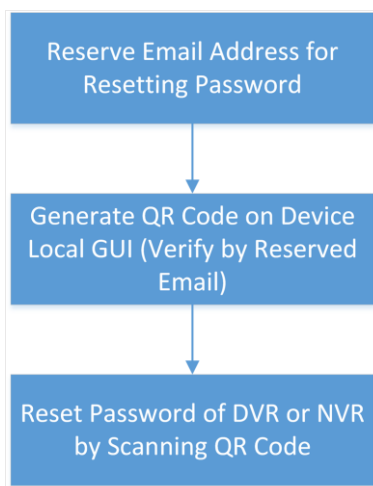 Reserve Email Address for
Resetting Password
Generate QR Code on Device
Local GUI (Verify by Reserved
Email)
Reset Password of DVR or NVR
by Scanning QR Code